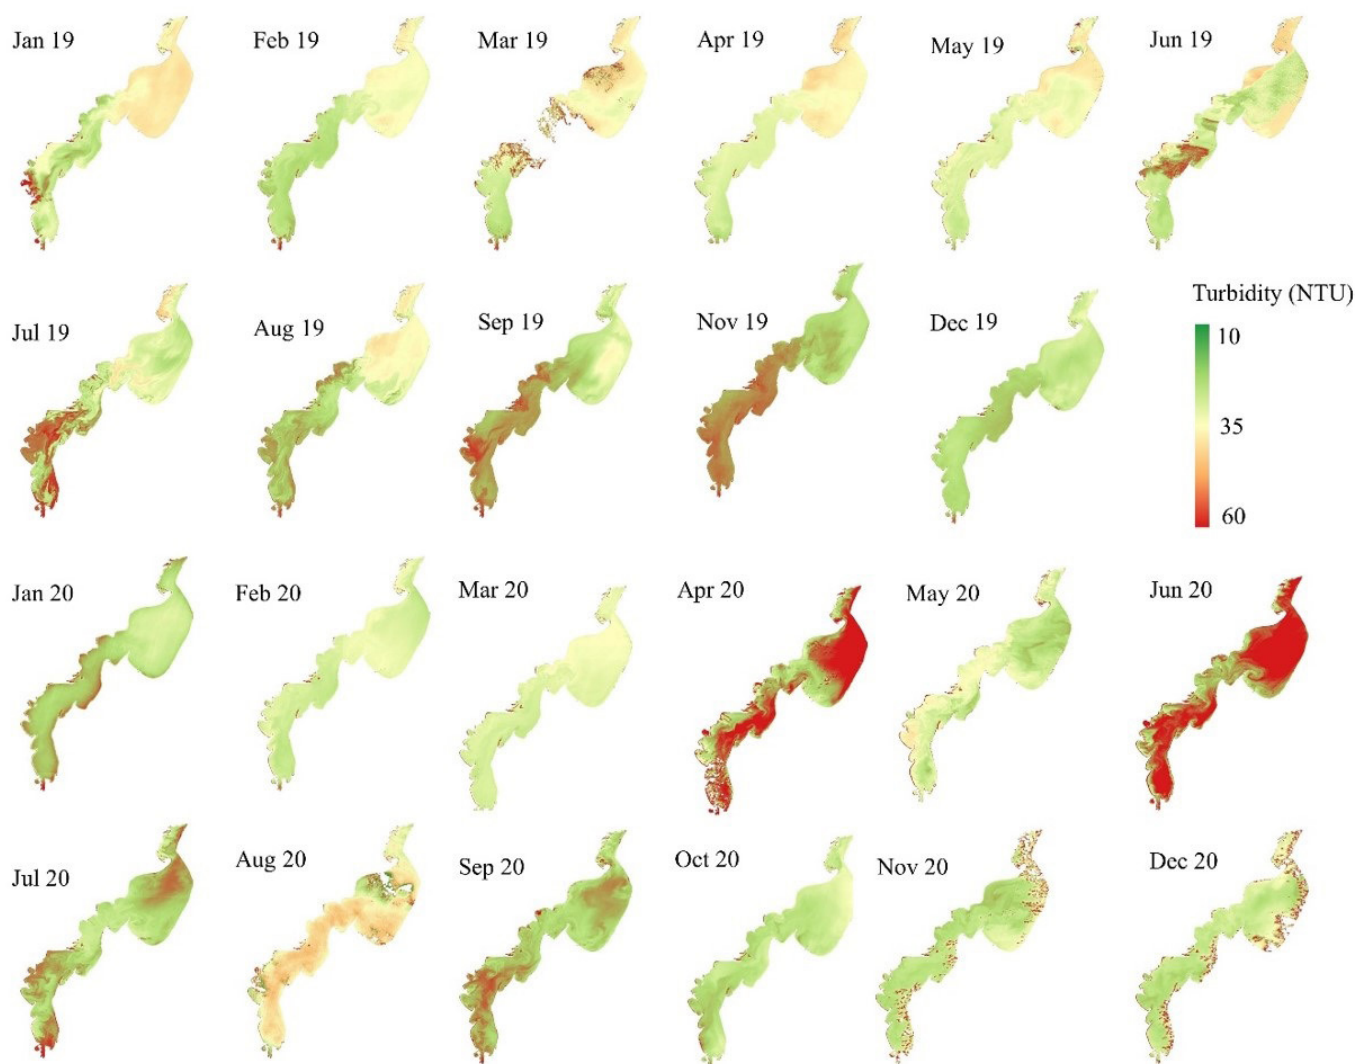 Jan 19
Feb 19
Mar 19
Apr 19
May 19
Jun 19
Jul 19
Aug 19
Sep 19
Nov 19
Dec 19
Turbidity (NTU)
10
35
60
Jan 20
Feb 20
Mar 20
Apr 20
May 20
Jun 20
Jul 20
Aug 20
Sep 20
Oct 20
Nov 20
Dec 20